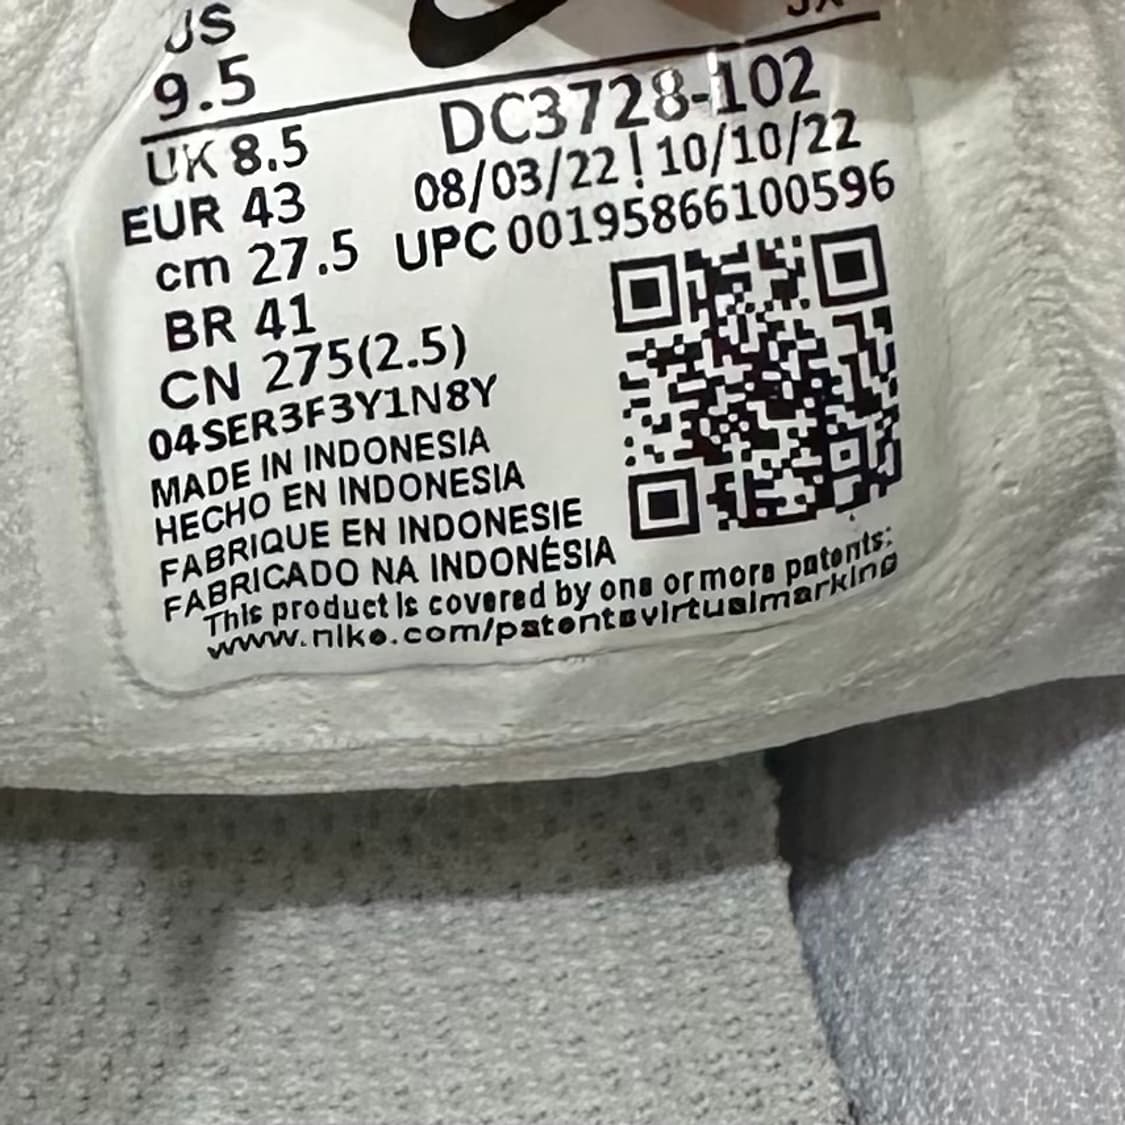 US
9.5
UK 8.5
EUR 43
cm 27.5
BR 41
CN 275(2.5)
DC3728-102
08/03/22 | 10/10/22
UPC 00195866100596
04SER3F3Y1N8Y
MADE IN INDONESIA
HECHO EN INDONESIA
FABRIQUE EN INDONESIE
FABRICADO NA INDONÉSIA
This product is covered by one or more patents:
www.nike.com/patentsvirtualmarking